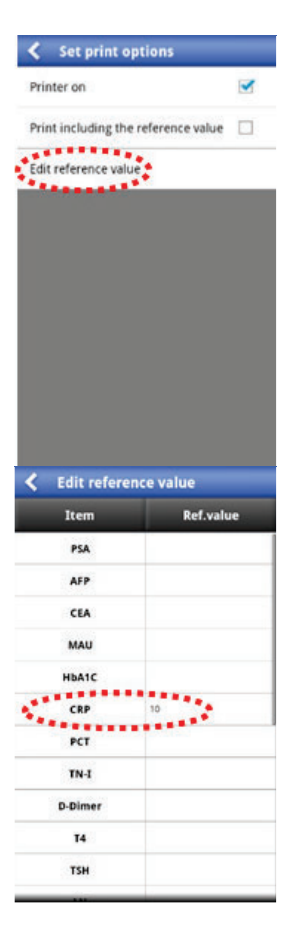 Set print options
Printer on
Print including the reference value
Edit reference value
Edit reference value
Item Ref.value
PSA
AFP
CEA
MAU
HbA1C
CRP 10
PCT
TN-I
D-Dimer
T4
TSH